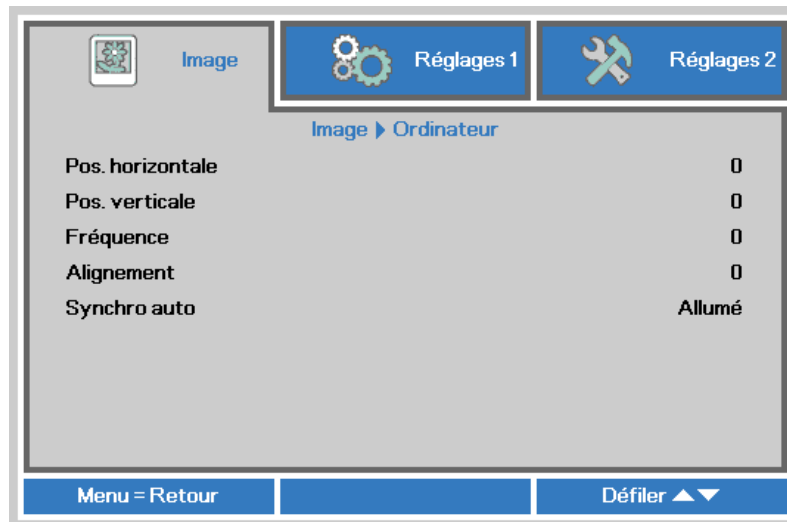 Image Réglages 1 Réglages 2
Image ▶ Ordinateur
Pos. horizontale 0
Pos. verticale 0
Fréquence 0
Alignement 0
Synchro auto Allumé
Menu = Retour Défiler ▲▼